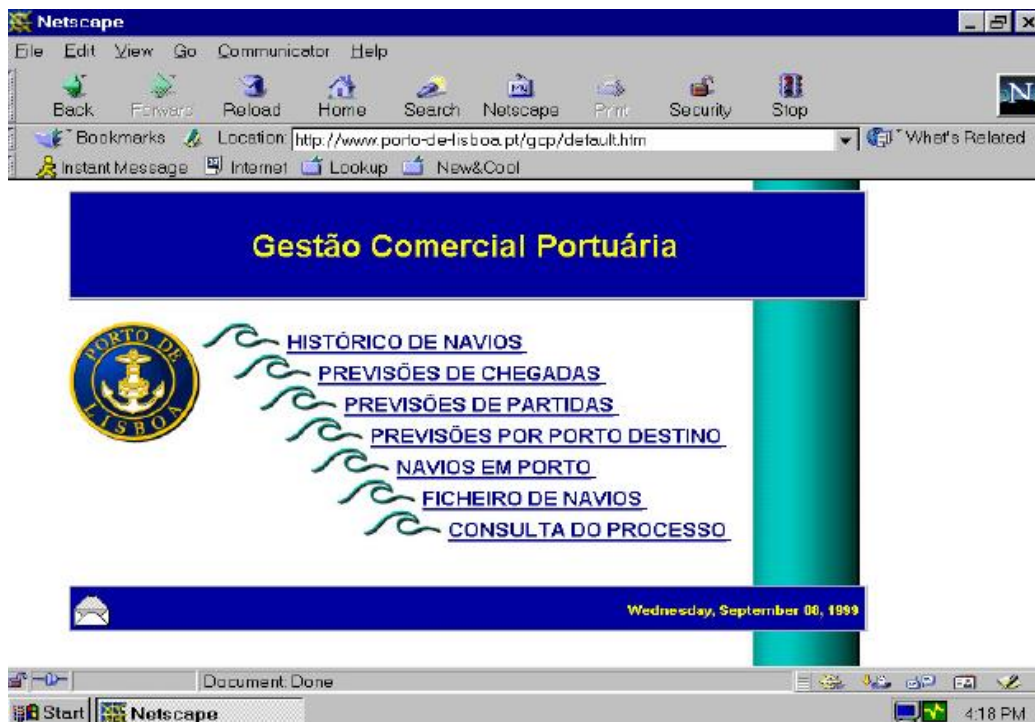 Netscape
File Edit View Go Communicator Help
Back Forward Reload Home Search Netscape Print Security Stop
N
Bookmarks Location: http://www.porto-de-lisboa.pt/gcp/default.htm What's Related
Instant Message Internet Lookup New&Cool
Gestão Comercial Portuária
PORTO DE LISBOA
HISTÓRICO DE NAVIOS
PREVISÕES DE CHEGADAS
PREVISÕES DE PARTIDAS
PREVISÕES POR PORTO DESTINO
NAVIOS EM PORTO
FICHEIRO DE NAVIOS
CONSULTA DO PROCESSO
Wednesday, September 08, 1999
Document: Done
Start Netscape 4:18 PM